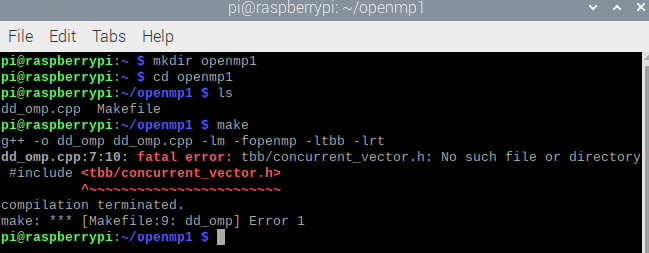 pi@raspberrypi: ~/openmp1
File Edit Tabs Help
pi@raspberrypi:~ $ mkdir openmp1
pi@raspberrypi:~ $ cd openmp1
pi@raspberrypi:~/openmp1 $ ls
dd_omp.cpp  Makefile
pi@raspberrypi:~/openmp1 $ make
g++ -o dd_omp dd_omp.cpp -lm -fopenmp -ltbb -lrt
dd_omp.cpp:7:10: fatal error: tbb/concurrent_vector.h: No such file or directory
 #include <tbb/concurrent_vector.h>
          ^~~~~~~~~~~~~~~~~~~~~~~~~
compilation terminated.
make: *** [Makefile:9: dd_omp] Error 1
pi@raspberrypi:~/openmp1 $